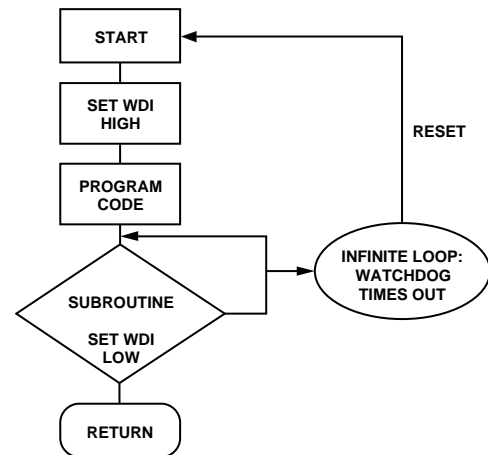 START
SET WDI
HIGH
RESET
PROGRAM
CODE
INFINITE LOOP:
WATCHDOG
TIMES OUT
SUBROUTINE
SET WDI
LOW
RETURN